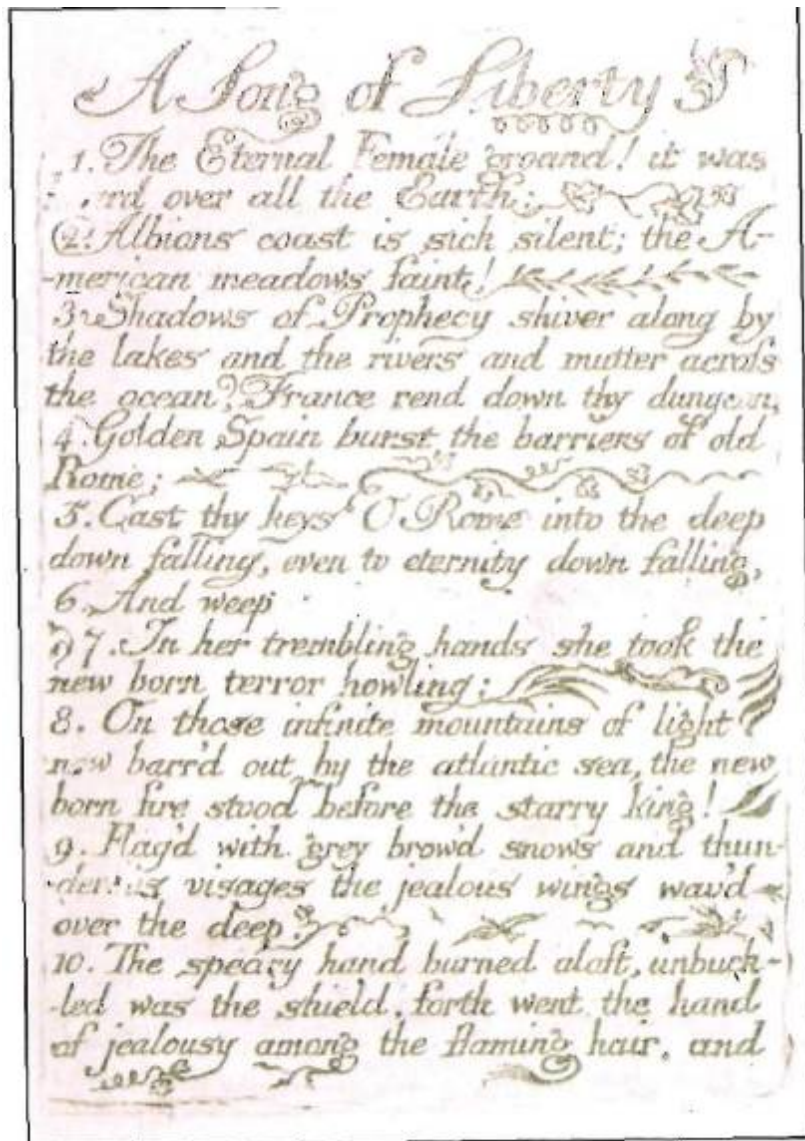 A Song of Liberty
1. The Eternal Female groand! it was
over all the Earth:
2. Albions coast is sick silent; the A-
-merican meadows faint!
3 Shadows of Prophecy shiver along by
the lakes and the rivers and mutter across
the ocean? France rend down thy dungeon,
4. Golden Spain burst the barriers of old
Rome;
5. Cast thy keys O Rome into the deep
down falling, even to eternity down falling,
6. And weep
7. In her trembling hands she took the
new born terror howling:
8. On those infinite mountains of light
now barr'd out by the atlantic sea, the new
born fire stood before the starry king!
9. Flag'd with grey brow'd snows and thun-
visages the jealous wings wav'd
over the deep
10. The speary hand burned aloft, unbuck-
-led was the shield, forth went the hand
of jealousy among the flaming hair, and